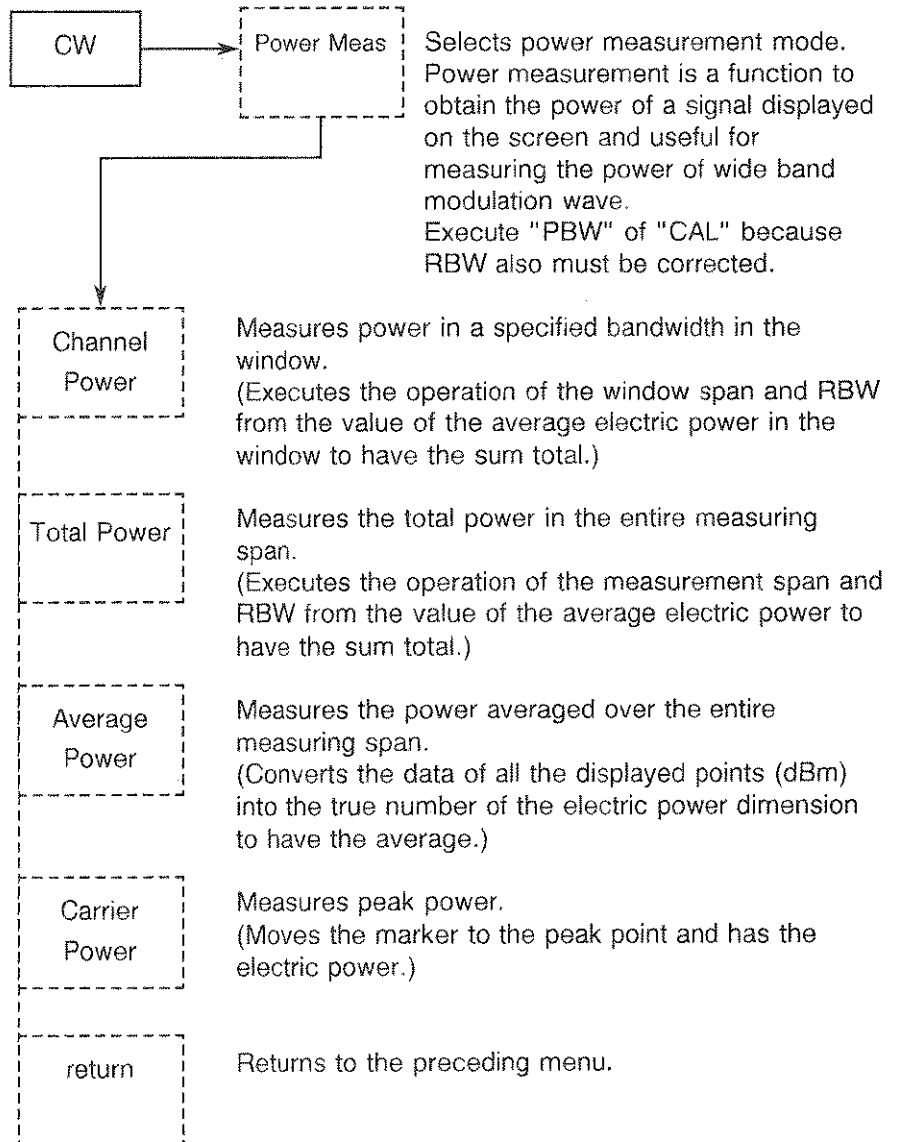 CW
Power Meas
Selects power measurement mode.
Power measurement is a function to
obtain the power of a signal displayed
on the screen and useful for
measuring the power of wide band
modulation wave.
Execute "PBW" of "CAL" because
RBW also must be corrected.
Channel
Power
Measures power in a specified bandwidth in the
window.
(Executes the operation of the window span and RBW
from the value of the average electric power in the
window to have the sum total.)
Total Power
Measures the total power in the entire measuring
span.
(Executes the operation of the measurement span and
RBW from the value of the average electric power to
have the sum total.)
Average
Power
Measures the power averaged over the entire
measuring span.
(Converts the data of all the displayed points (dBm)
into the true number of the electric power dimension
to have the average.)
Carrier
Power
Measures peak power.
(Moves the marker to the peak point and has the
electric power.)
return
Returns to the preceding menu.